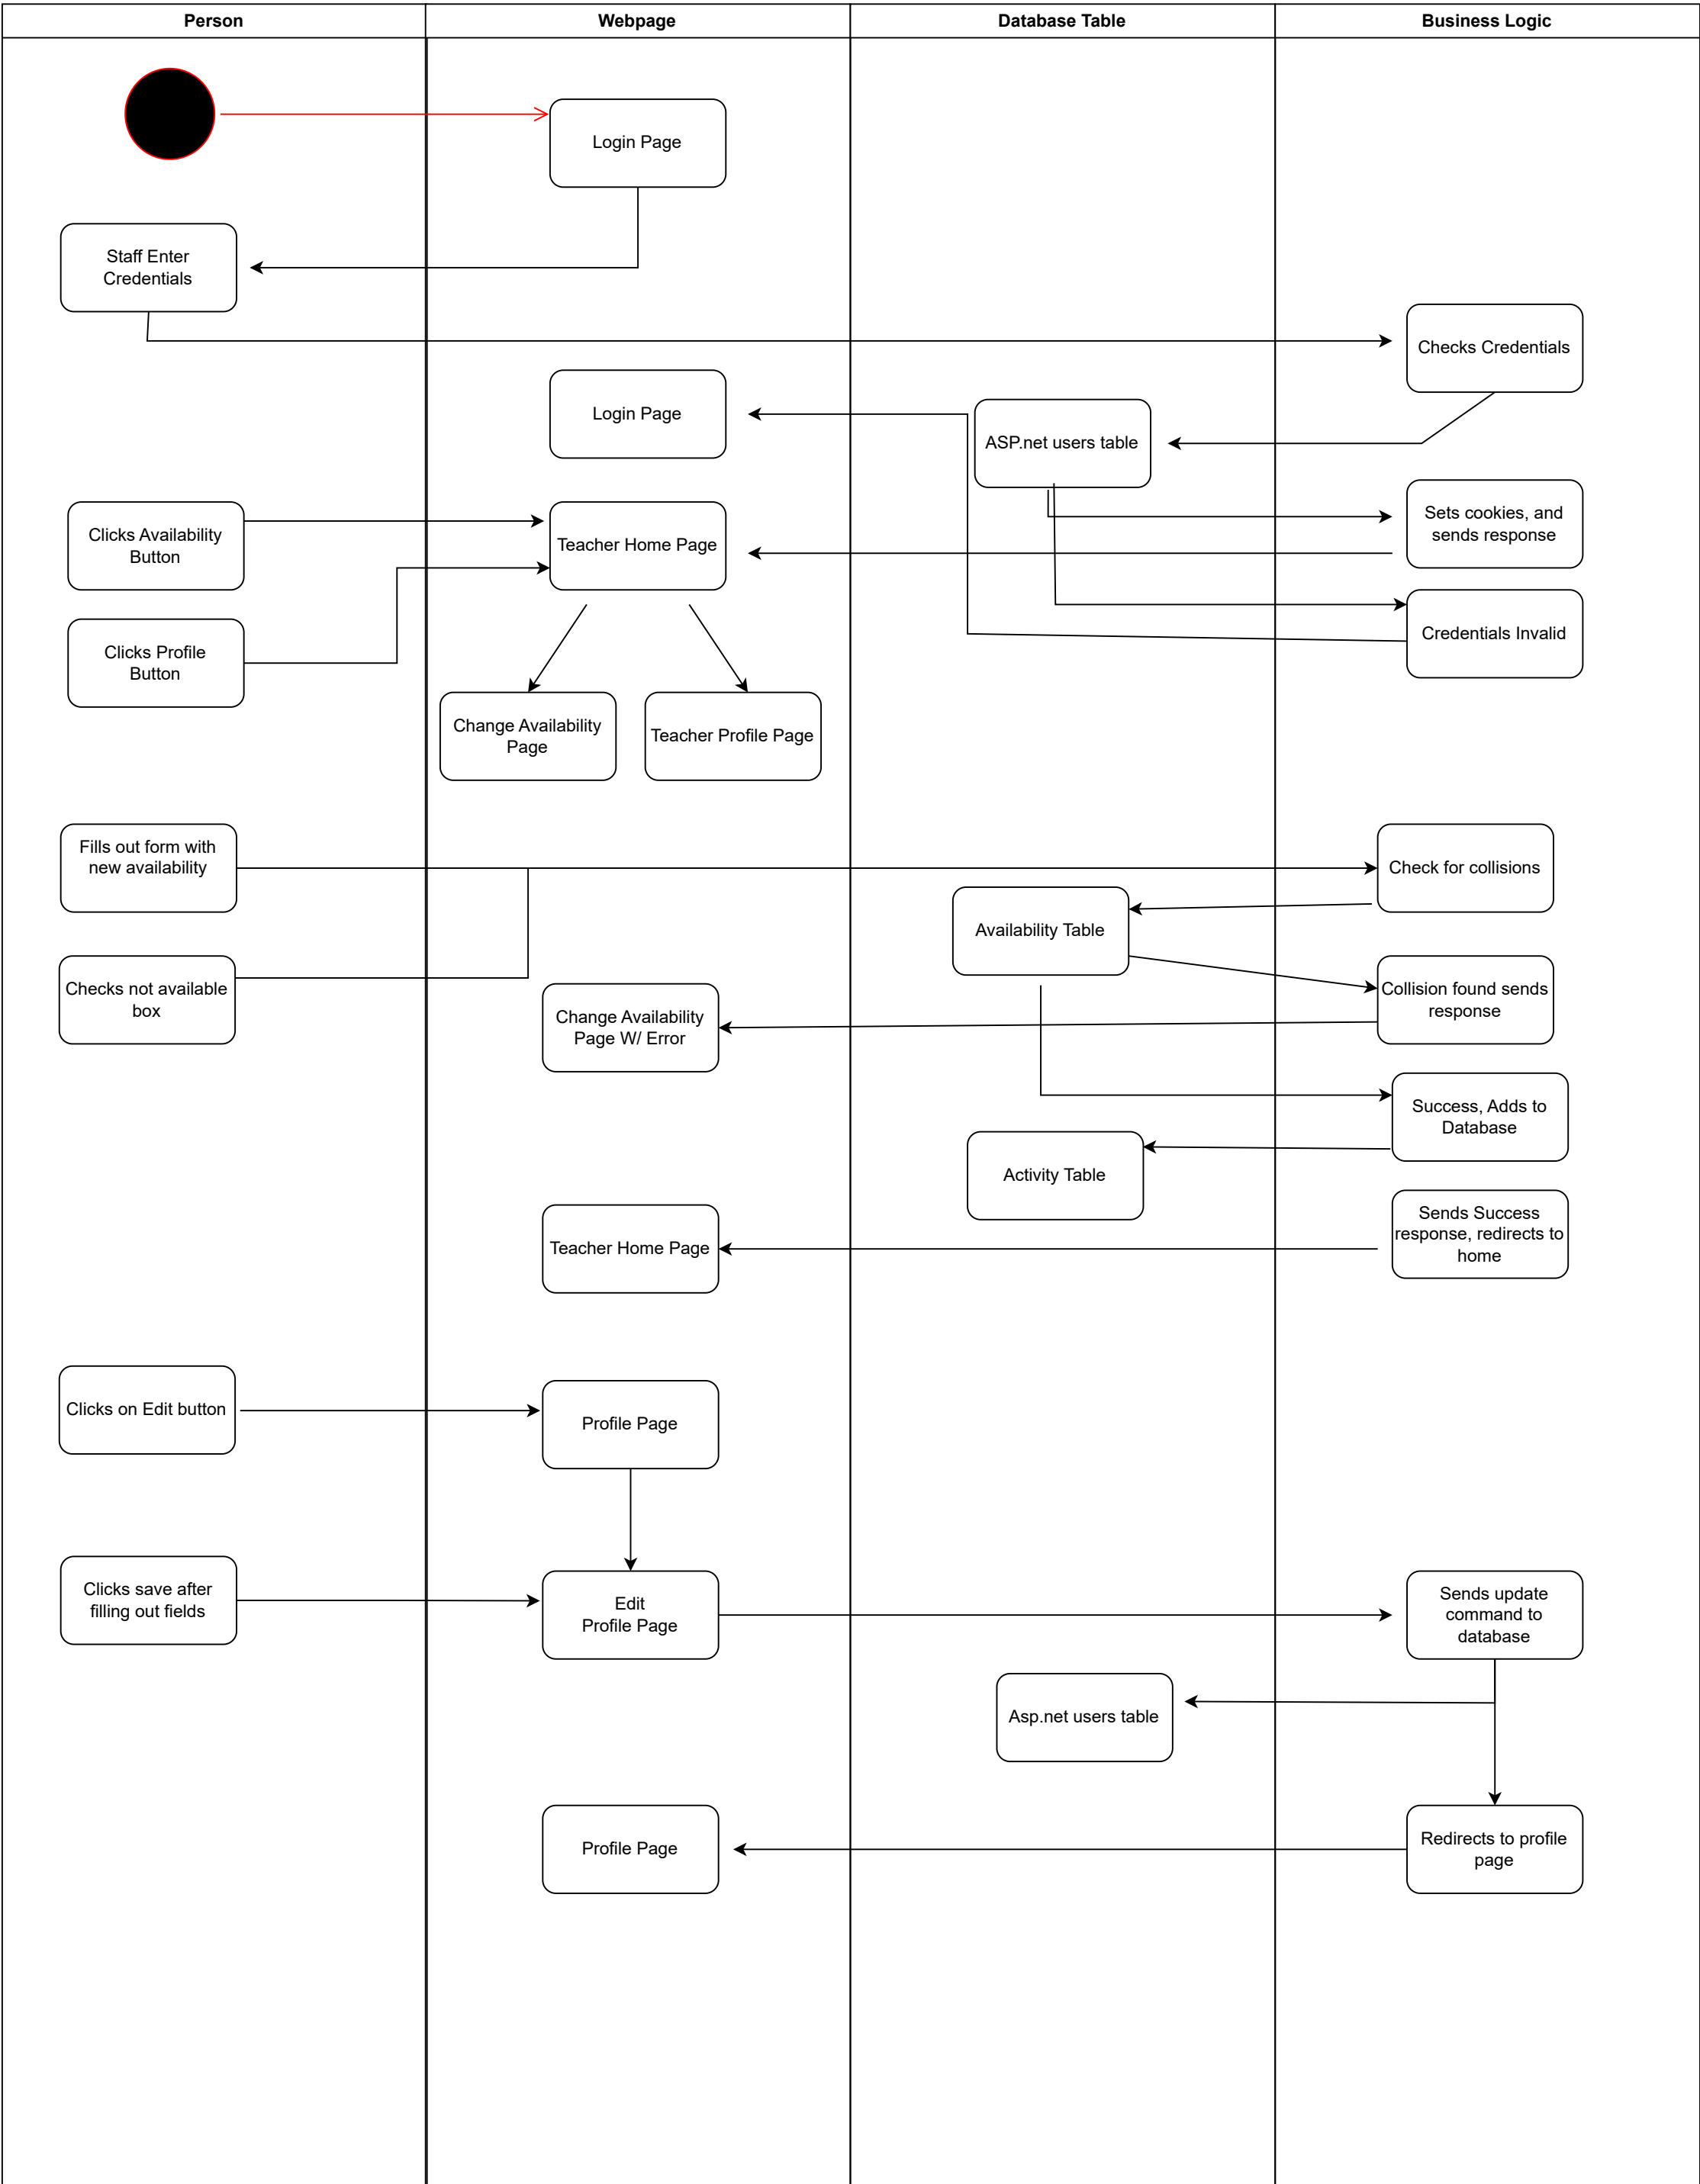 Person
Webpage
Database Table
Business Logic
Login Page
Staff Enter
Credentials
Checks Credentials
Login Page
ASP.net users table
Sets cookies, and
sends response
Clicks Availability
Button
Teacher Home Page
Credentials Invalid
Clicks Profile
Button
Change Availability
Page
Teacher Profile Page
Fills out form with
new availability
Check for collisions
Availability Table
Checks not available
box
Collision found sends
response
Change Availability
Page W/ Error
Success, Adds to
Database
Activity Table
Sends Success
response, redirects to
home
Teacher Home Page
Clicks on Edit button
Profile Page
Clicks save after
filling out fields
Edit
Profile Page
Sends update
command to
database
Asp.net users table
Profile Page
Redirects to profile
page